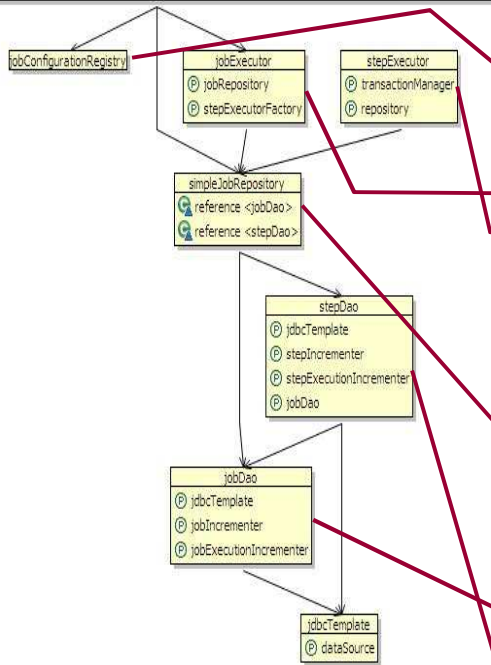 jobConfigurationRegistry
jobExecutor
jobRepository
stepExecutorFactory
stepExecutor
transactionManager
repository
simpleJobRepository
reference <jobDao>
reference <stepDao>
stepDao
jdbcTemplate
stepIncrementer
stepExecutionIncrementer
jobDao
jobDao
jdbcTemplate
jobIncrementer
jobExecutionIncrementer
jdbcTemplate
dataSource